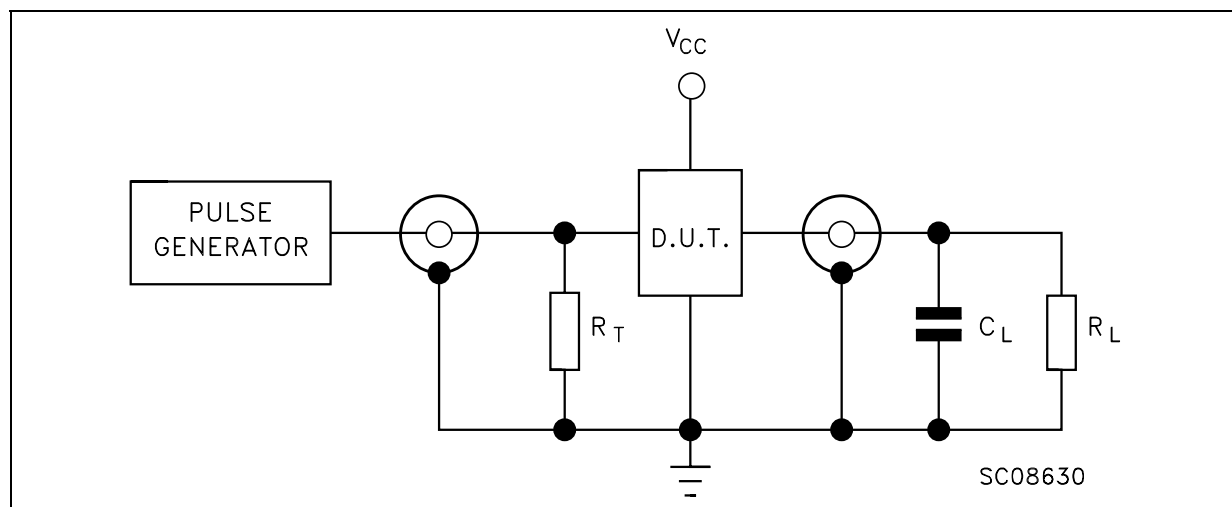 VCC
PULSE
GENERATOR
D.U.T.
RT
CL
RL
SC08630